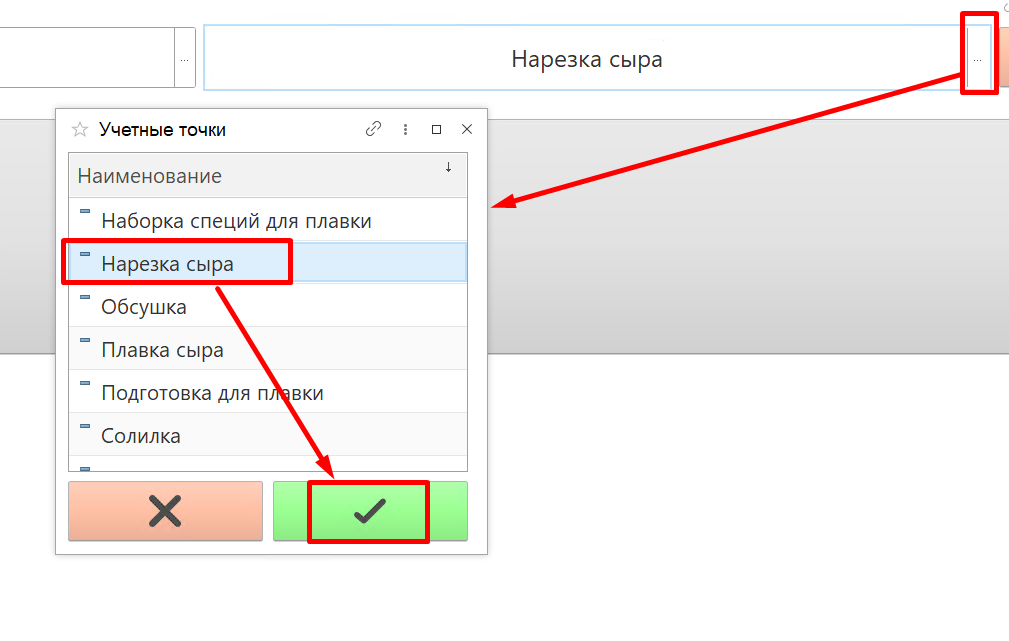 ...
Нарезка сыра
...
Учетные точки
Наименование
Наборка специй для плавки
Нарезка сыра
Обсушка
Плавка сыра
Подготовка для плавки
Солилка